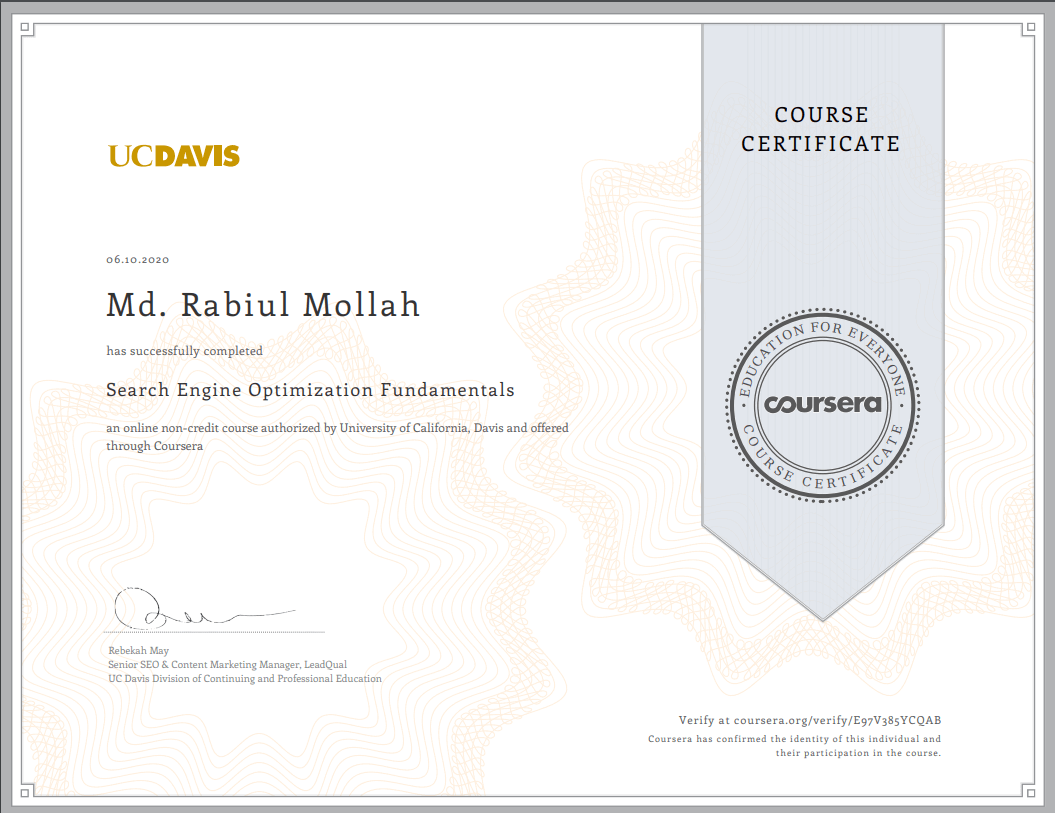 COURSE
CERTIFICATE
UCDAVIS
06.10.2020
Md. Rabiul Mollah
has successfully completed
Search Engine Optimization Fundamentals
an online non-credit course authorized by University of California, Davis and offered
through Coursera
EDUCATION FOR EVERYONE
coursera
COURSE CERTIFICATE
Rebekah May
Senior SEO & Content Marketing Manager, LeadQual
UC Davis Division of Continuing and Professional Education
Verify at coursera.org/verify/E97V385YCQAB
Coursera has confirmed the identity of this individual and
their participation in the course.